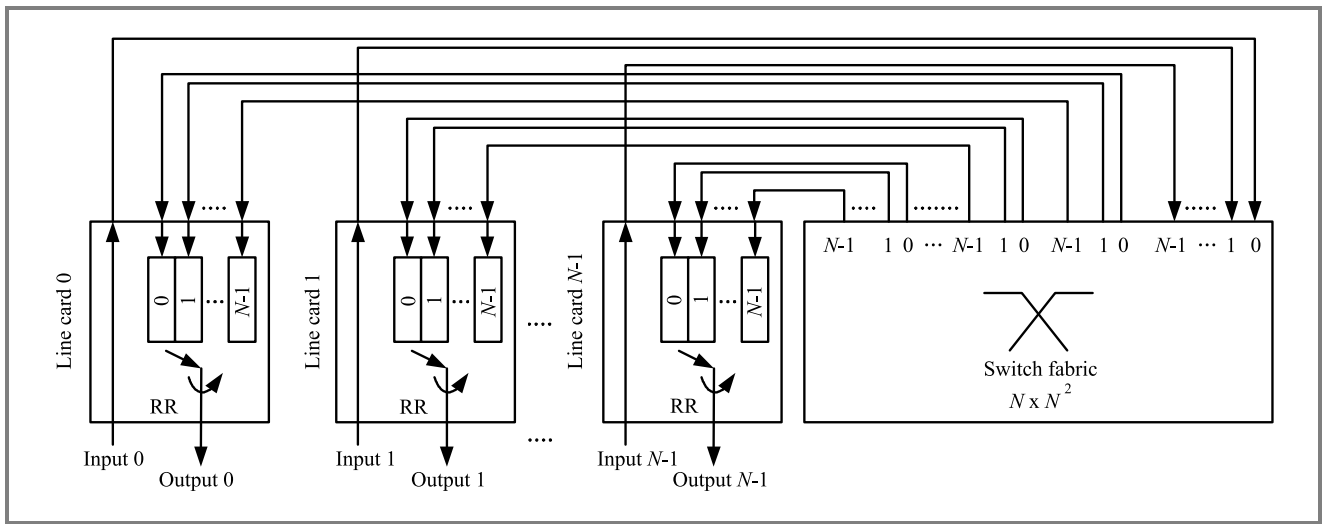 .... .... .... .... ....... .....
N-1 1 0 ... N-1 1 0 N-1 1 0 N-1 ... 1 0
Line card 0
0 1 ... N-1
RR
Input 0
Output 0
Line card 1
0 1 ... N-1
RR
Input 1
Output 1
....
....
Line card N-1
0 1 ... N-1
RR
Input N-1
Output N-1
Switch fabric
N x N²